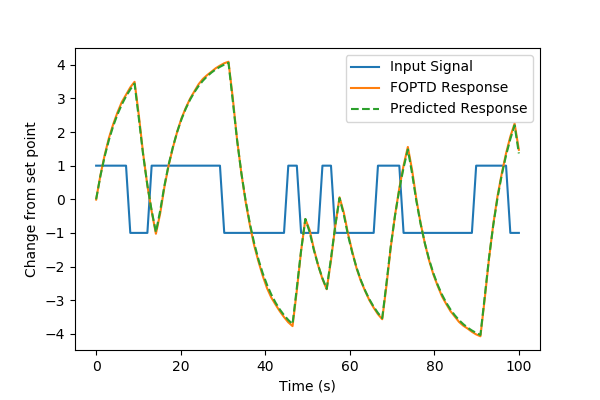 Input Signal
FOPTD Response
Predicted Response
4
3
2
1
0
−1
−2
−3
−4
Change from set point
0 20 40 60 80 100
Time (s)